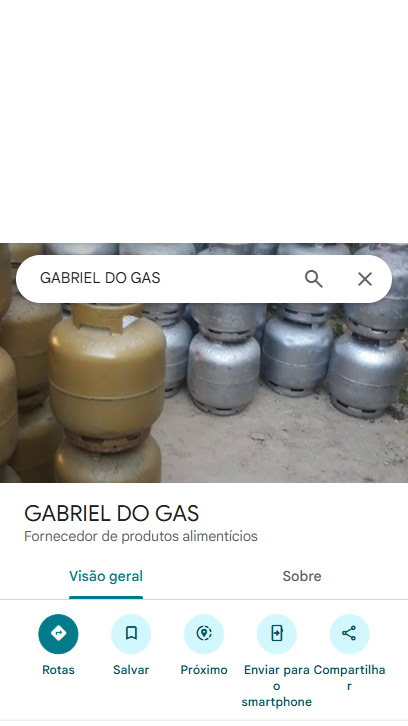 GABRIEL DO GAS
GABRIEL DO GAS
Fornecedor de produtos alimentícios
Visão geral
Sobre
Rotas
Salvar
Próximo
Enviar para
o
smartphone
Compartilha
r